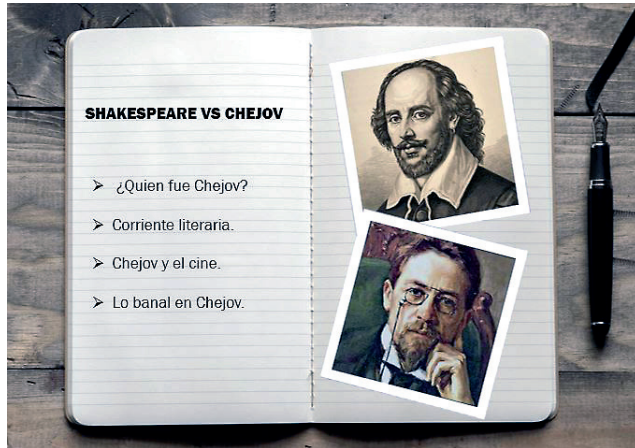 SHAKESPEARE VS CHEJOV
➢ ¿Quien fue Chejov?
➢ Corriente literaria.
➢ Chejov y el cine.
➢ Lo banal en Chejov.